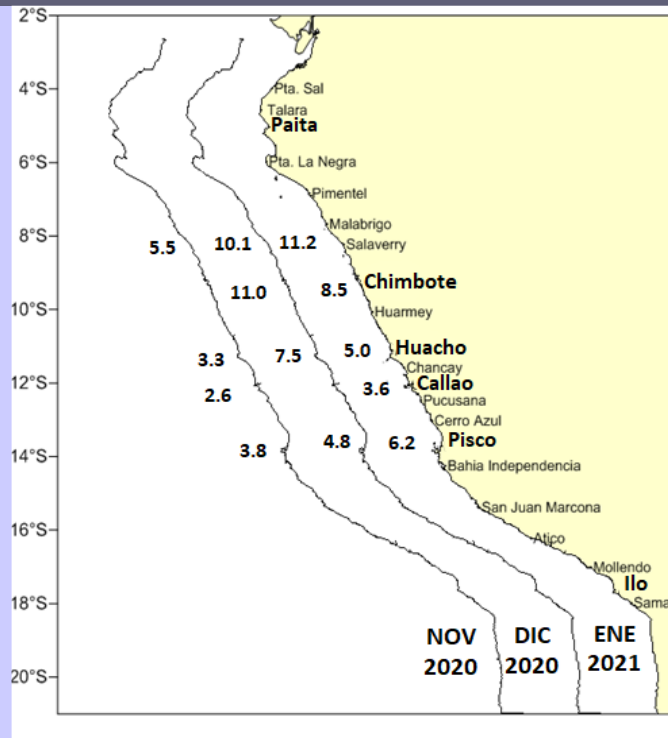 2°S
4°S
Pta. Sal
Talara
Paita
6°S
Pta. La Negra
Pimentel
Malabrigo
8°S
5.5 10.1 11.2
Salaverry
11.0 8.5
Chimbote
10°S
Huarmey
3.3 7.5 5.0
Huacho
Chancay
12°S
2.6 3.6
Callao
Pucusana
Cerro Azul
3.8 4.8 6.2
Pisco
14°S
Bahia Independencia
San Juan Marcona
16°S
Atico
Mollendo
Ilo
18°S
Sama
NOV DIC ENE
2020 2020 2021
20°S